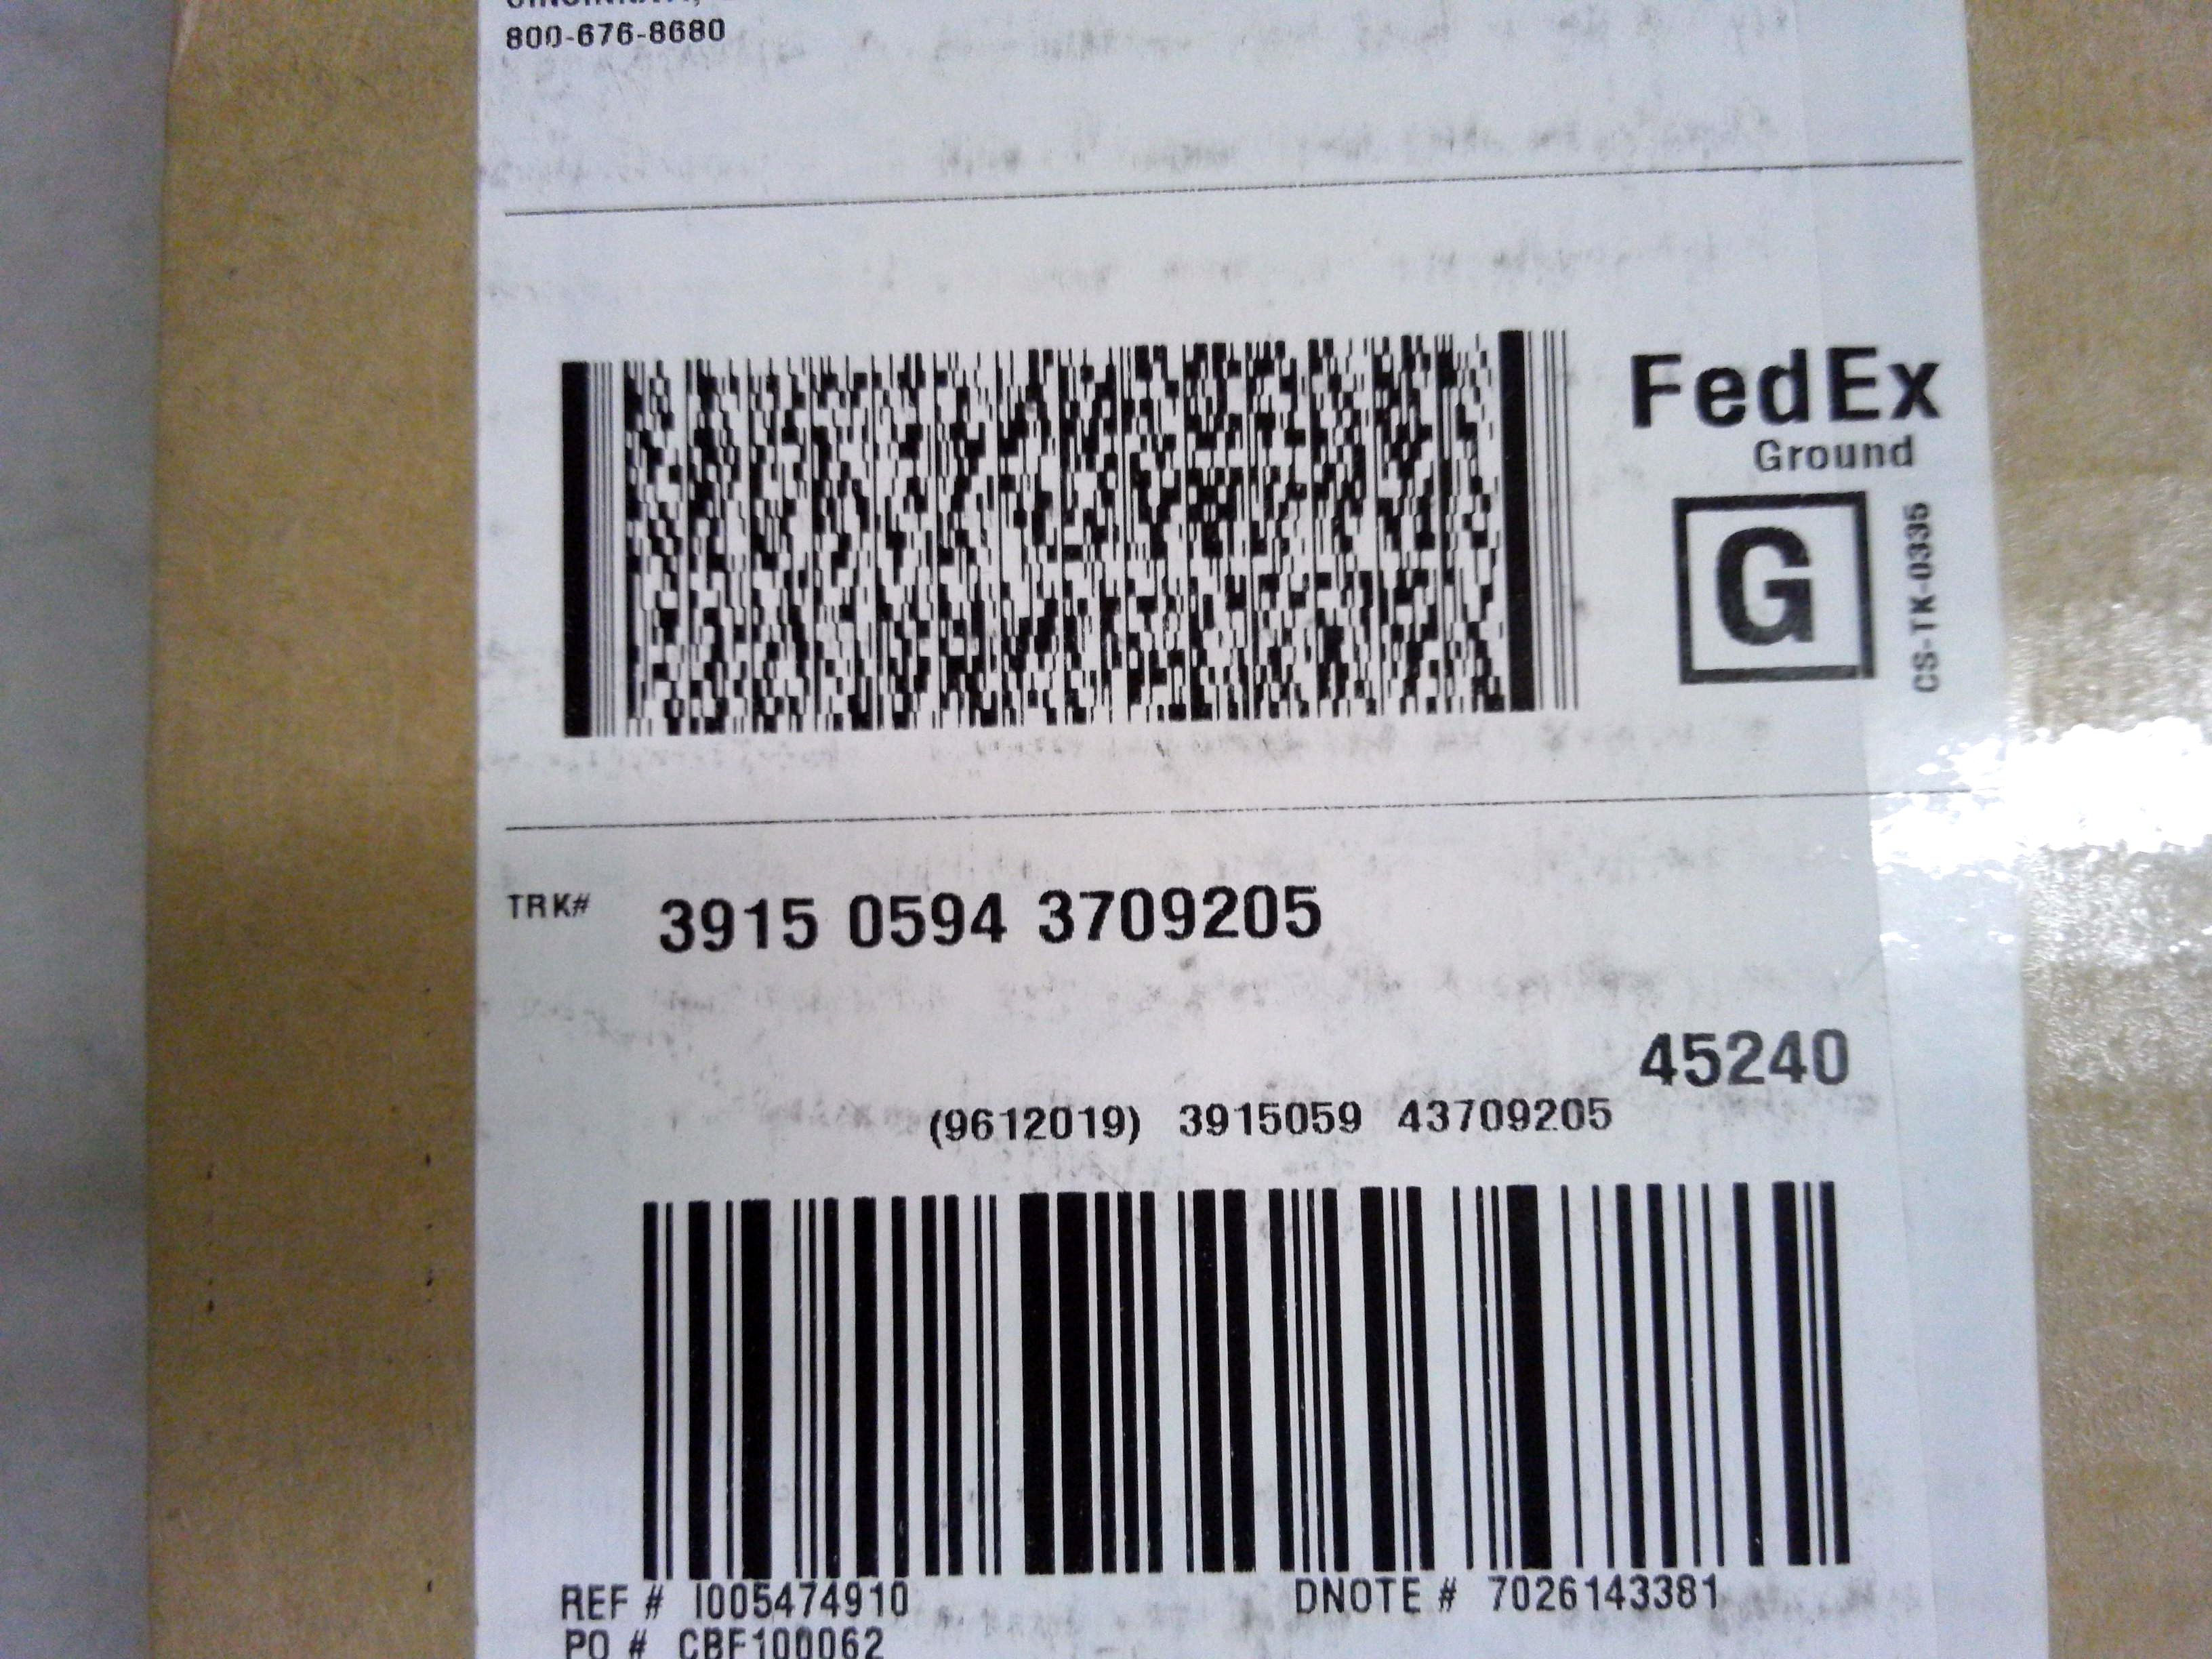 800-676-8680
FedEx
Ground
G
CS-TK-0335
TRK# 3915 0594 3709205
45240
(9612019) 3915059 43709205
REF # I005474910 DNOTE # 7026143381
PO # CBF100062